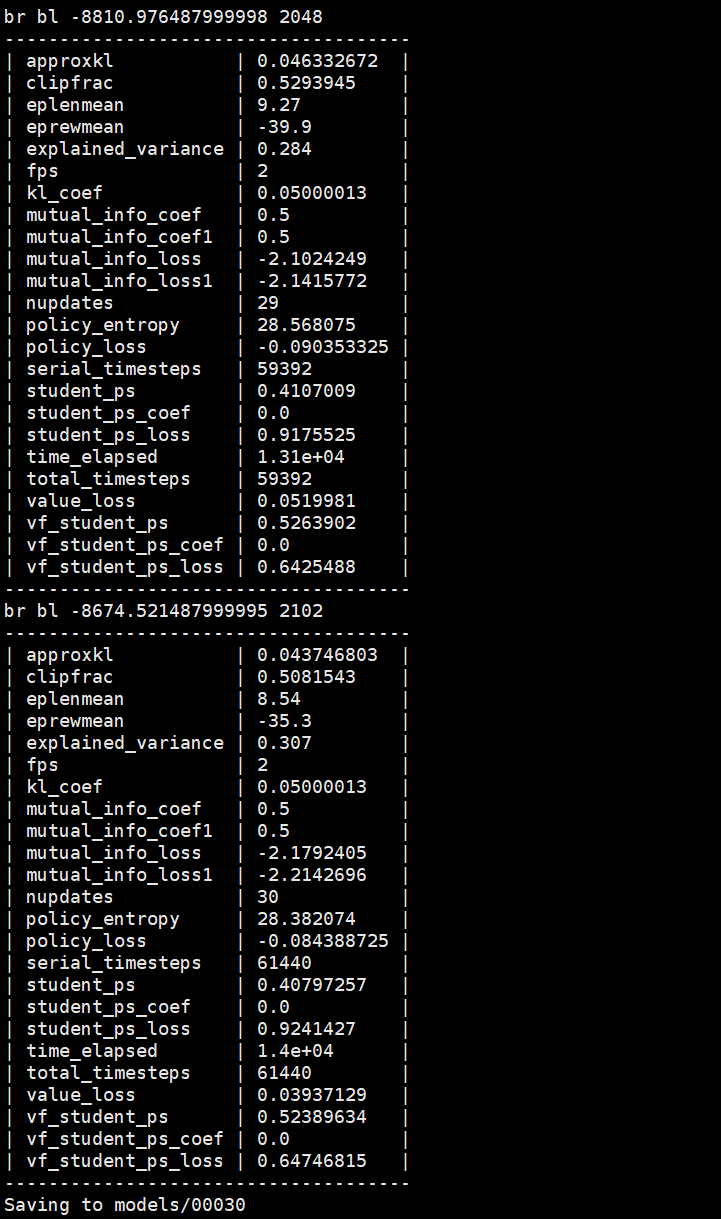 br bl -8810.976487999998 2048
-------------------------------------
| approxkl           | 0.046332672  |
| clipfrac           | 0.5293945    |
| eplenmean          | 9.27         |
| eprewmean          | -39.9        |
| explained_variance | 0.284        |
| fps                | 2            |
| kl_coef            | 0.05000013   |
| mutual_info_coef   | 0.5          |
| mutual_info_coef1  | 0.5          |
| mutual_info_loss   | -2.1024249   |
| mutual_info_loss1  | -2.1415772   |
| nupdates           | 29           |
| policy_entropy     | 28.568075    |
| policy_loss        | -0.090353325 |
| serial_timesteps   | 59392        |
| student_ps         | 0.4107009    |
| student_ps_coef    | 0.0          |
| student_ps_loss    | 0.9175525    |
| time_elapsed       | 1.31e+04     |
| total_timesteps    | 59392        |
| value_loss         | 0.0519981    |
| vf_student_ps      | 0.5263902    |
| vf_student_ps_coef | 0.0          |
| vf_student_ps_loss | 0.6425488    |
-------------------------------------
br bl -8674.521487999995 2102
-------------------------------------
| approxkl           | 0.043746803  |
| clipfrac           | 0.5081543    |
| eplenmean          | 8.54         |
| eprewmean          | -35.3        |
| explained_variance | 0.307        |
| fps                | 2            |
| kl_coef            | 0.05000013   |
| mutual_info_coef   | 0.5          |
| mutual_info_coef1  | 0.5          |
| mutual_info_loss   | -2.1792405   |
| mutual_info_loss1  | -2.2142696   |
| nupdates           | 30           |
| policy_entropy     | 28.382074    |
| policy_loss        | -0.084388725 |
| serial_timesteps   | 61440        |
| student_ps         | 0.40797257   |
| student_ps_coef    | 0.0          |
| student_ps_loss    | 0.9241427    |
| time_elapsed       | 1.4e+04      |
| total_timesteps    | 61440        |
| value_loss         | 0.03937129   |
| vf_student_ps      | 0.52389634   |
| vf_student_ps_coef | 0.0          |
| vf_student_ps_loss | 0.64746815   |
-------------------------------------
Saving to models/00030